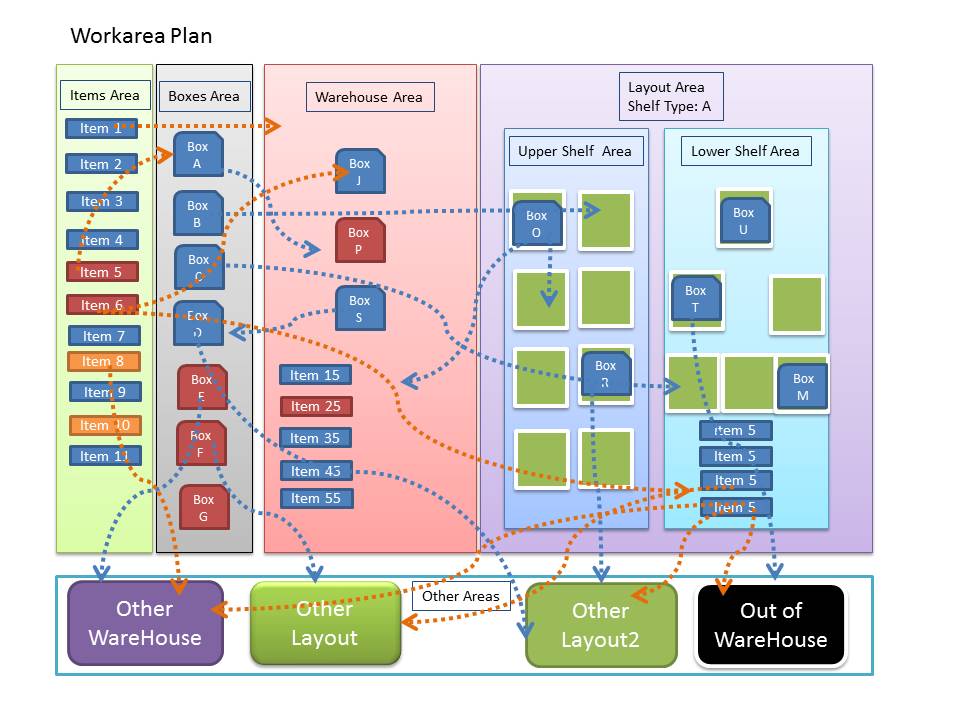 Workarea Plan
Items Area
Item 1
Item 2
Item 3
Item 4
Item 5
Item 6
Item 7
Item 8
Item 9
Item 10
Item 11
Boxes Area
Box
A
Box
B
Box
C
Box
D
Box
E
Box
F
Box
G
Warehouse Area
Box
J
Box
P
Box
S
Item 15
Item 25
Item 35
Item 45
Item 55
Layout Area
Shelf Type: A
Upper Shelf Area
Box
O
Box
R
Lower Shelf Area
Box
U
Box
T
Box
M
Item 5
Item 5
Item 5
Item 5
Other Areas
Other
WareHouse
Other
Layout
Other
Layout2
Out of
WareHouse